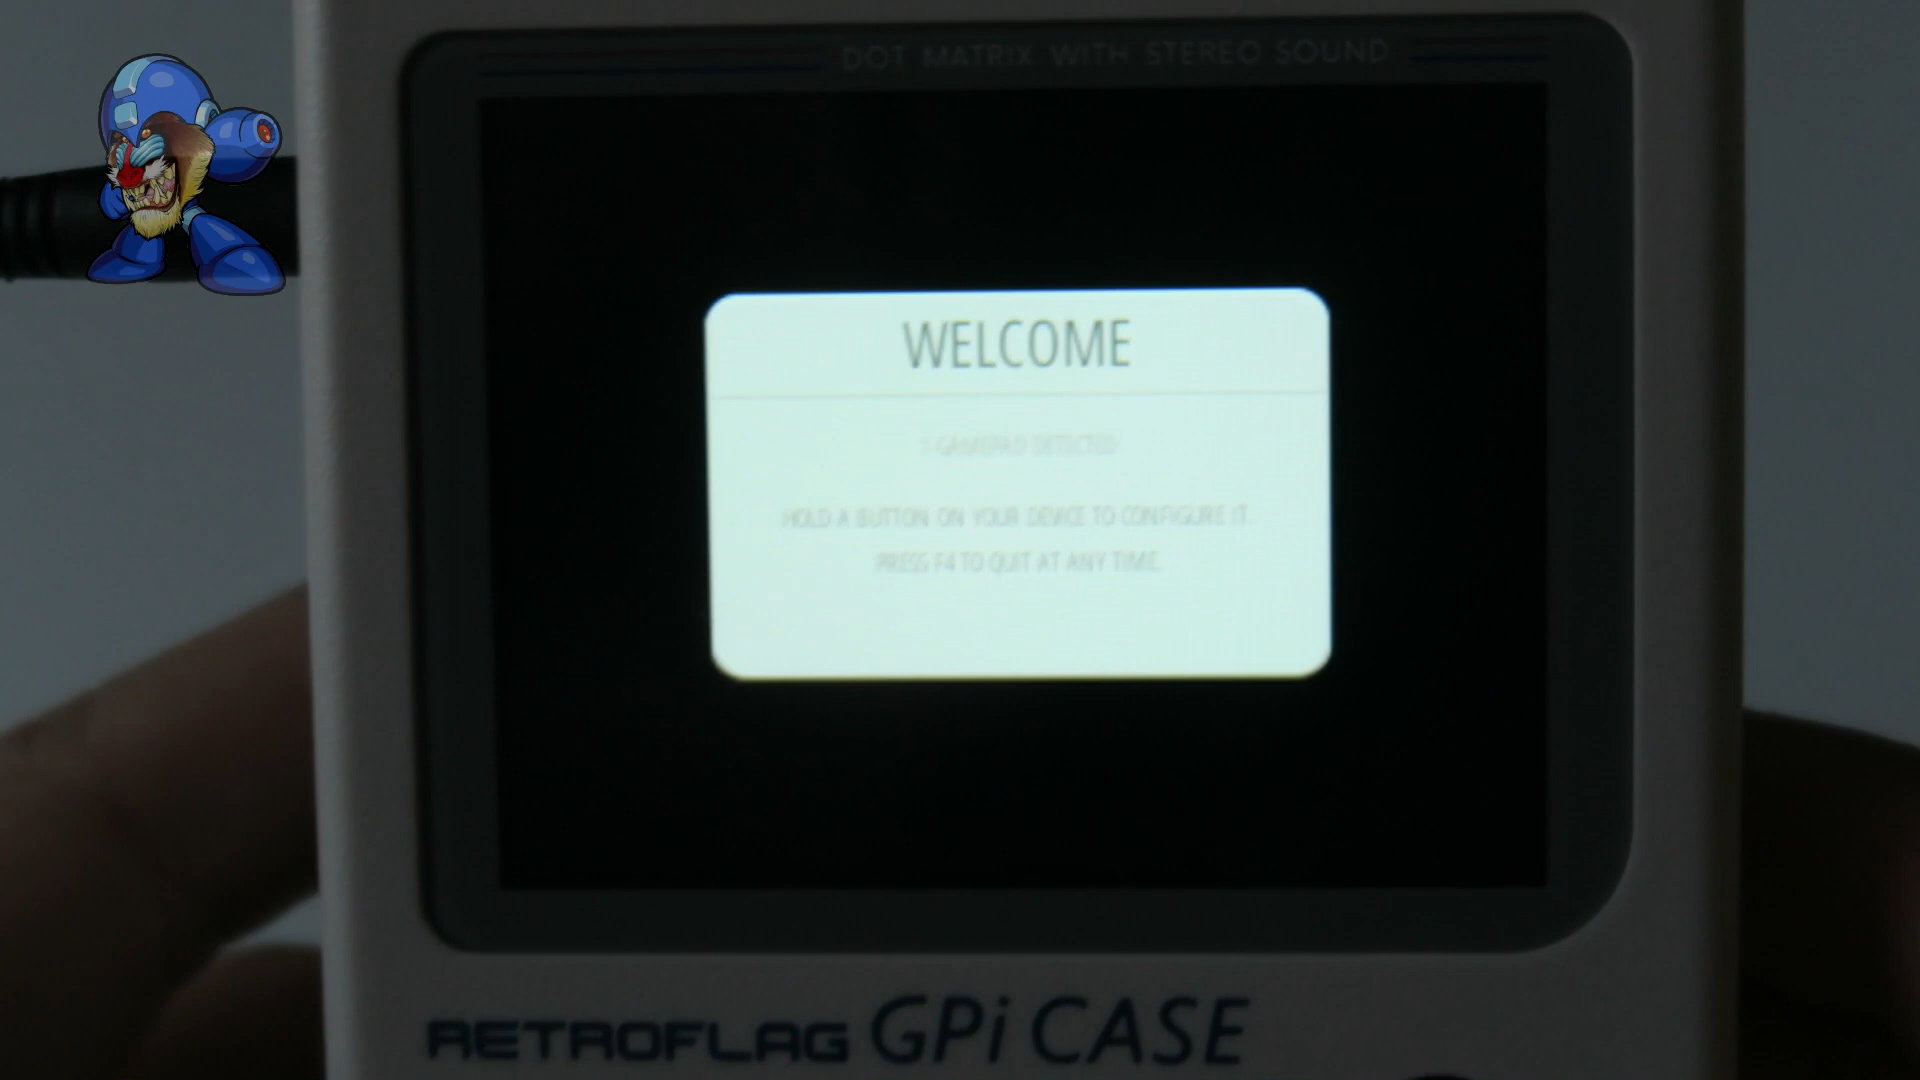 DOT MATRIX WITH STEREO SOUND
WELCOME
1 GAMEPAD DETECTED
HOLD A BUTTON ON YOUR DEVICE TO CONFIGURE IT.
PRESS F4 TO QUIT AT ANY TIME.
RETROFLAG GPi CASE